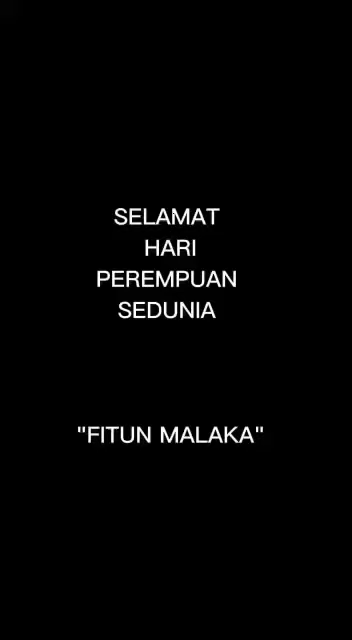 SELAMAT
HARI
PEREMPUAN
SEDUNIA
"FITUN MALAKA"